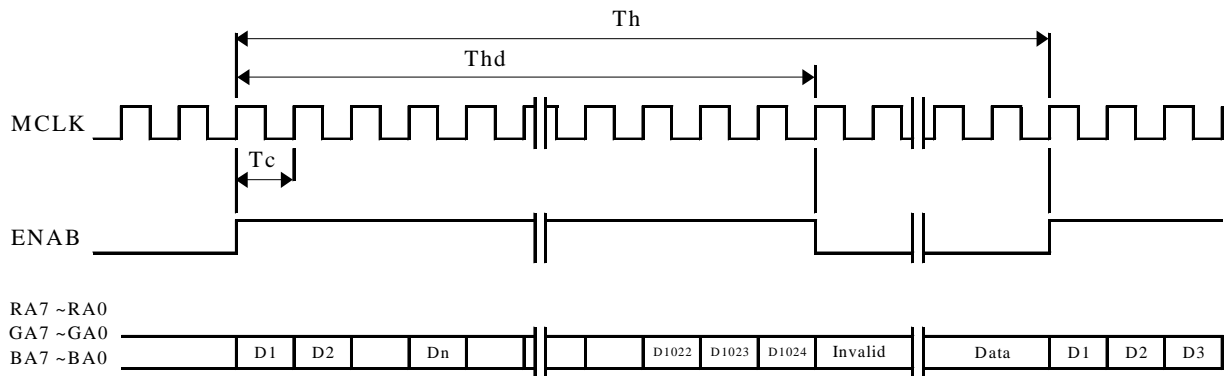 Th
Thd
MCLK
Tc
ENAB
RA7 ~RA0
GA7 ~GA0
BA7 ~BA0
D1 D2 Dn D1022 D1023 D1024 Invalid Data D1 D2 D3